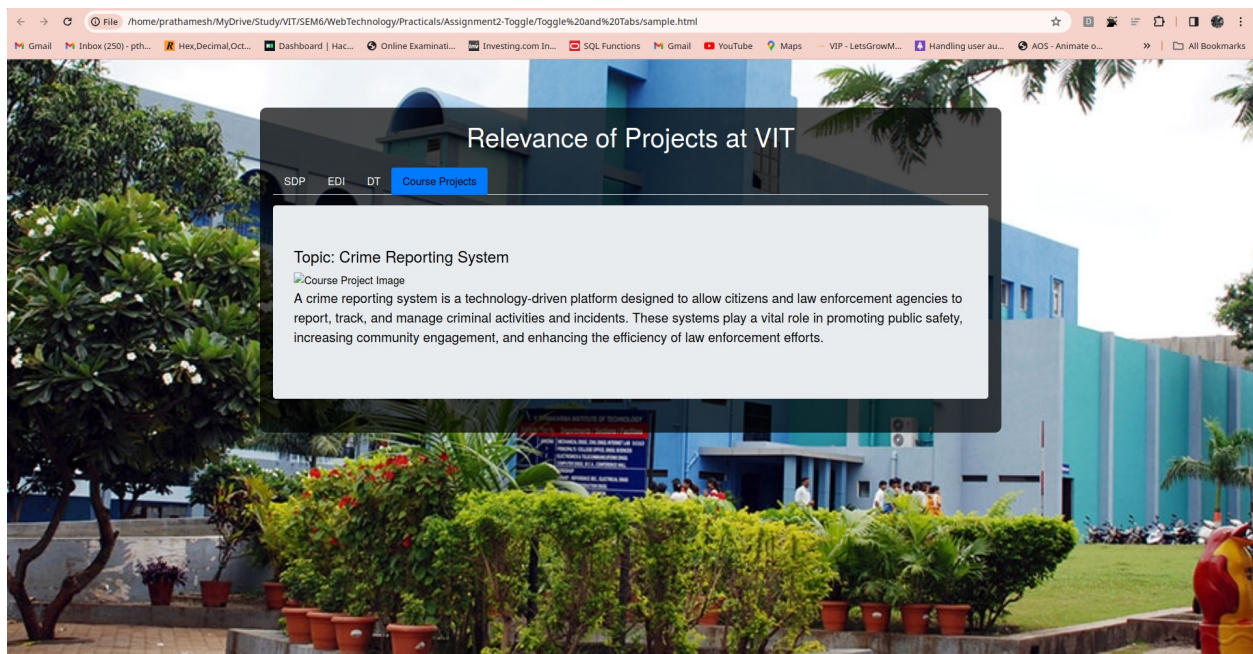 File
/home/prathamesh/MyDrive/Study/VIT/SEM6/WebTechnology/Practicals/Assignment2-Toggle/Toggle%20and%20Tabs/sample.html
Gmail
Inbox (250) - pth...
Hex,Decimal,Oct...
Dashboard | Hac...
Online Examinati...
Investing.com In...
SQL Functions
Gmail
YouTube
Maps
VIP - LetsGrowM...
Handling user au...
AOS - Animate o...
»
All Bookmarks
Relevance of Projects at VIT
SDP EDI DT Course Projects
Topic: Crime Reporting System
Course Project Image
A crime reporting system is a technology-driven platform designed to allow citizens and law enforcement agencies to
report, track, and manage criminal activities and incidents. These systems play a vital role in promoting public safety,
increasing community engagement, and enhancing the efficiency of law enforcement efforts.
INSTITUTE OF TECHNOLOGY